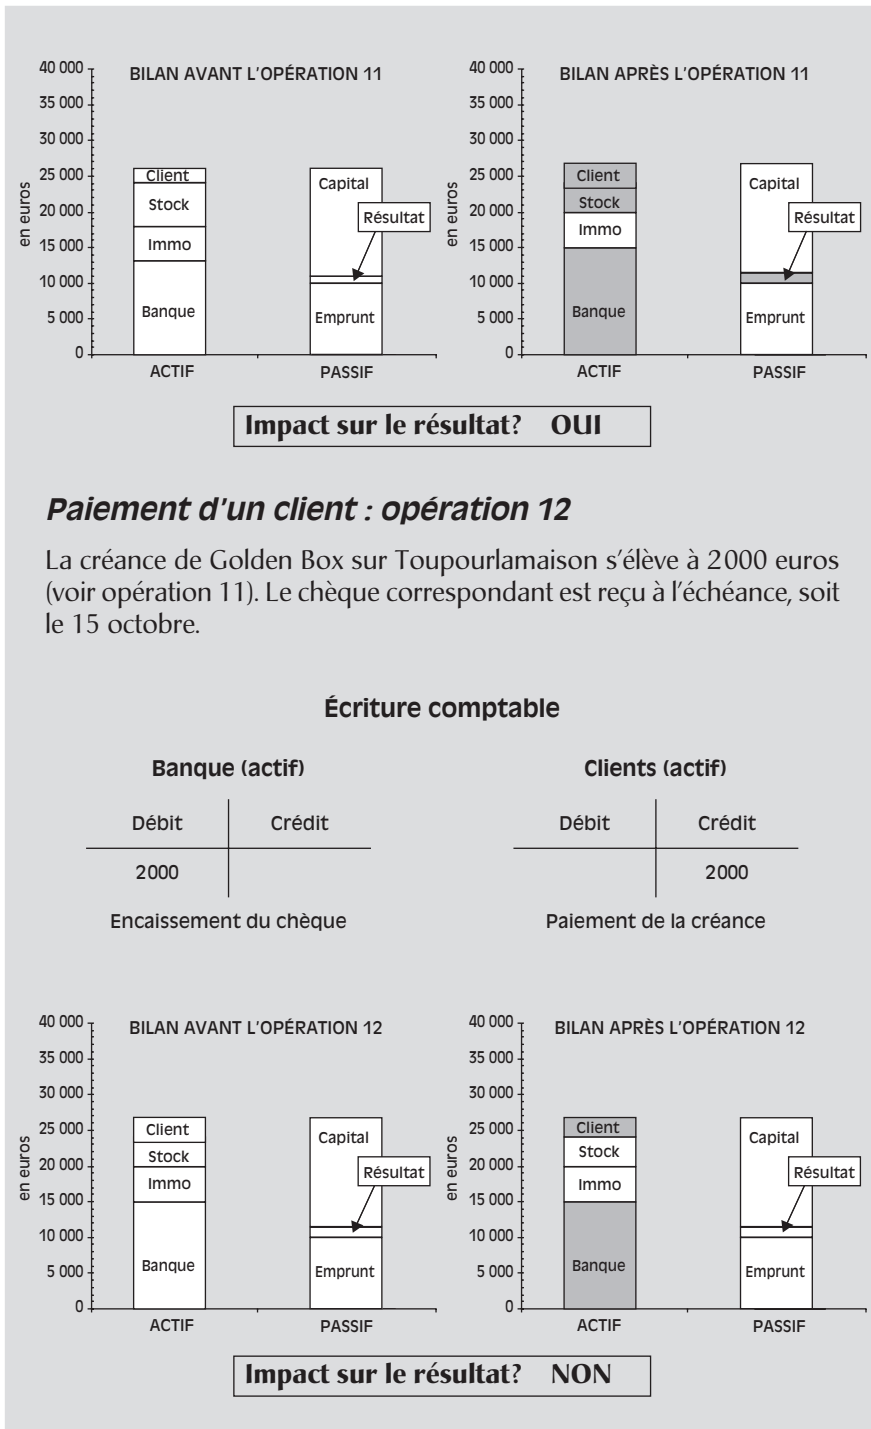 BILAN AVANT L'OPÉRATION 11
40 000
35 000
30 000
25 000
20 000
15 000
10 000
5 000
0
en euros
Client
Stock
Immo
Banque
Capital
Résultat
Emprunt
ACTIF
PASSIF
BILAN APRÈS L'OPÉRATION 11
40 000
35 000
30 000
25 000
20 000
15 000
10 000
5 000
0
en euros
Client
Stock
Immo
Banque
Capital
Résultat
Emprunt
ACTIF
PASSIF
Impact sur le résultat? OUI
Paiement d'un client : opération 12
La créance de Golden Box sur Toupourlamaison s'élève à 2000 euros
(voir opération 11). Le chèque correspondant est reçu à l'échéance, soit
le 15 octobre.
Écriture comptable
Banque (actif)
Débit Crédit
2000
Encaissement du chèque
Clients (actif)
Débit Crédit
2000
Paiement de la créance
BILAN AVANT L'OPÉRATION 12
40 000
35 000
30 000
25 000
20 000
15 000
10 000
5 000
0
en euros
Client
Stock
Immo
Banque
Capital
Résultat
Emprunt
ACTIF
PASSIF
BILAN APRÈS L'OPÉRATION 12
40 000
35 000
30 000
25 000
20 000
15 000
10 000
5 000
0
en euros
Client
Stock
Immo
Banque
Capital
Résultat
Emprunt
ACTIF
PASSIF
Impact sur le résultat? NON